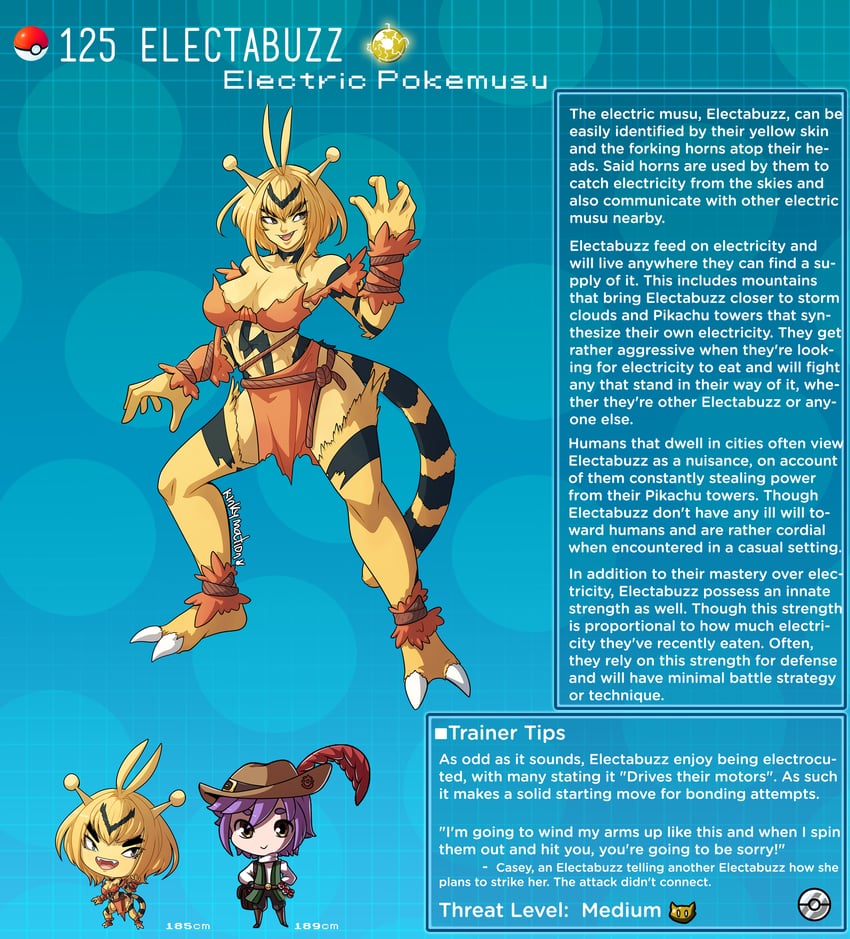 125 ELECTABUZZ
Electric Pokemusu
The electric musu, Electabuzz, can be
easily identified by their yellow skin
and the forking horns atop their he-
ads. Said horns are used by them to
catch electricity from the skies and
also communicate with other electric
musu nearby.
Electabuzz feed on electricity and
will live anywhere they can find a su-
pply of it. This includes mountains
that bring Electabuzz closer to storm
clouds and Pikachu towers that syn-
thesize their own electricity. They get
rather aggressive when they're look-
ing for electricity to eat and will fight
any that stand in their way of it, whe-
ther they're other Electabuzz or any-
one else.
Humans that dwell in cities often view
Electabuzz as a nuisance, on account
of them constantly stealing power
from their Pikachu towers. Though
Electabuzz don't have any ill will to-
ward humans and are rather cordial
when encountered in a casual setting.
In addition to their mastery over elec-
tricity, Electabuzz possess an innate
strength as well. Though this strength
is proportional to how much electri-
city they've recently eaten. Often,
they rely on this strength for defense
and will have minimal battle strategy
or technique.
kinkymation
Trainer Tips
As odd as it sounds, Electabuzz enjoy being electrocu-
ted, with many stating it "Drives their motors". As such
it makes a solid starting move for bonding attempts.
"I'm going to wind my arms up like this and when I spin
them out and hit you, you're going to be sorry!"
- Casey, an Electabuzz telling another Electabuzz how she
plans to strike her. The attack didn't connect.
Threat Level: Medium
185cm
189cm